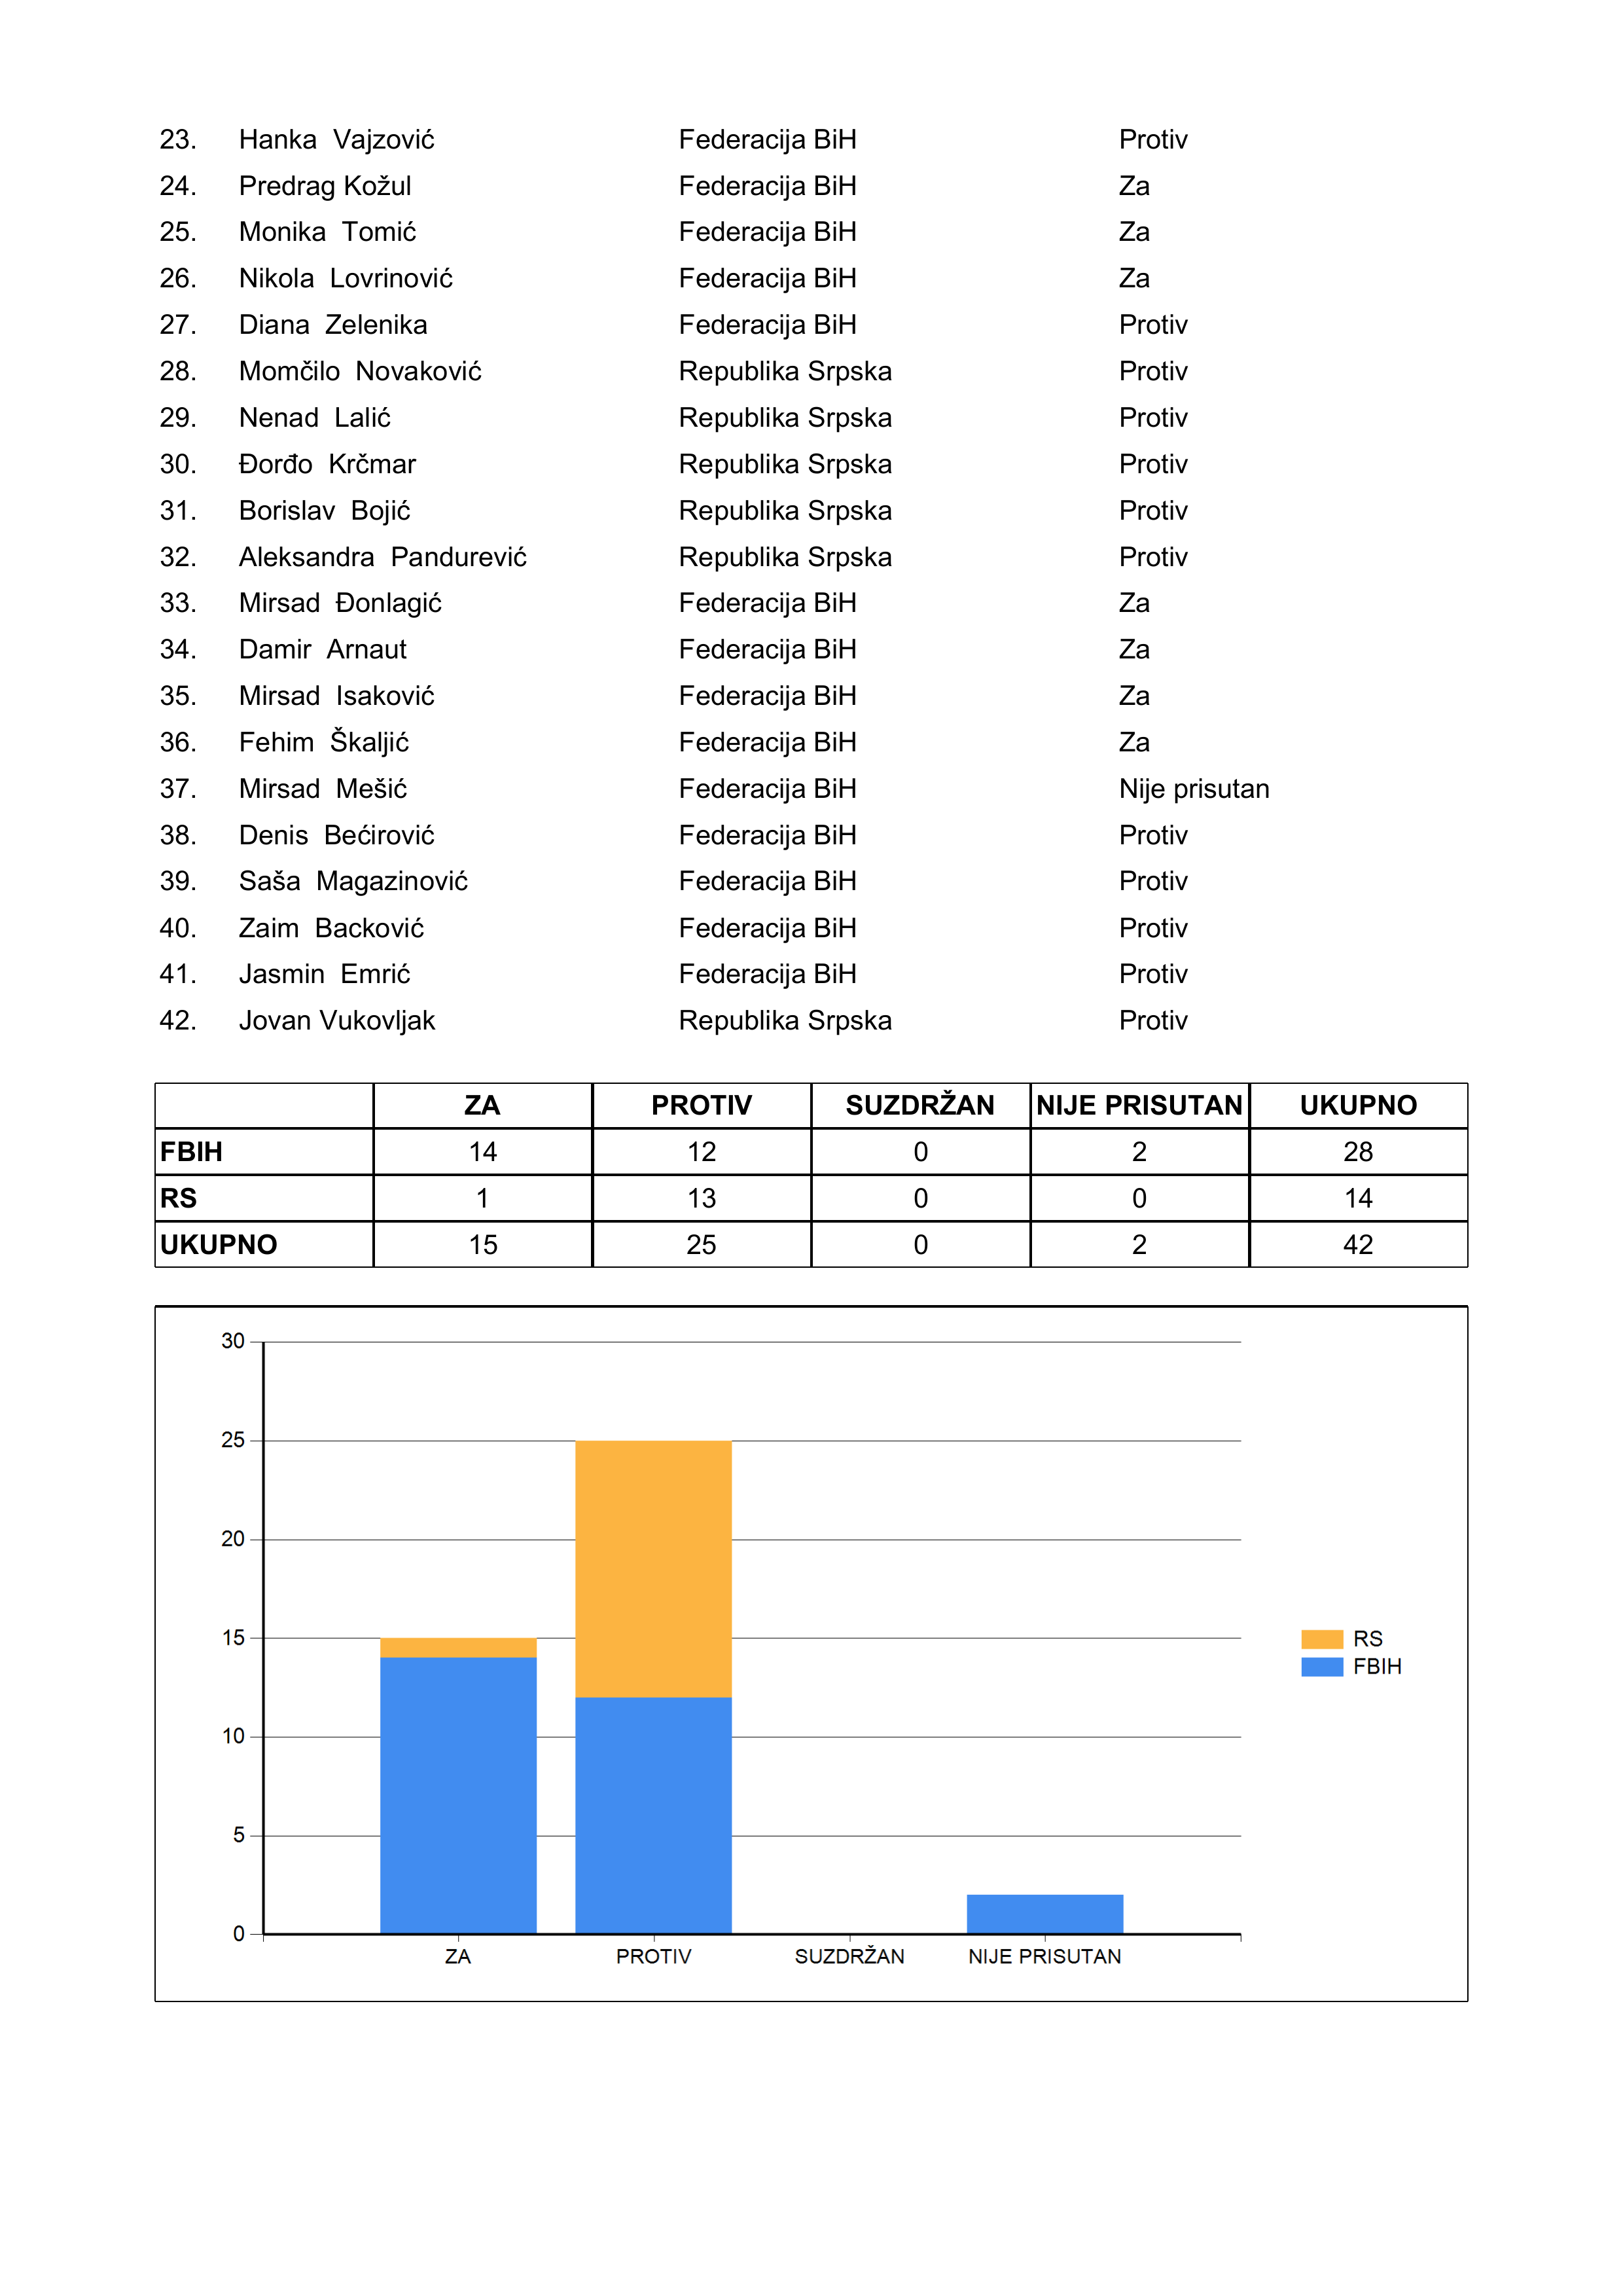 23. Hanka Vajzović Federacija BiH Protiv
24. Predrag Kožul Federacija BiH Za
25. Monika Tomić Federacija BiH Za
26. Nikola Lovrinović Federacija BiH Za
27. Diana Zelenika Federacija BiH Protiv
28. Momčilo Novaković Republika Srpska Protiv
29. Nenad Lalić Republika Srpska Protiv
30. Đorđo Krčmar Republika Srpska Protiv
31. Borislav Bojić Republika Srpska Protiv
32. Aleksandra Pandurević Republika Srpska Protiv
33. Mirsad Đonlagić Federacija BiH Za
34. Damir Arnaut Federacija BiH Za
35. Mirsad Isaković Federacija BiH Za
36. Fehim Škaljić Federacija BiH Za
37. Mirsad Mešić Federacija BiH Nije prisutan
38. Denis Bećirović Federacija BiH Protiv
39. Saša Magazinović Federacija BiH Protiv
40. Zaim Backović Federacija BiH Protiv
41. Jasmin Emrić Federacija BiH Protiv
42. Jovan Vukovljak Republika Srpska Protiv
ZA PROTIV SUZDRŽAN NIJE PRISUTAN UKUPNO
FBIH 14 12 0 2 28
RS 1 13 0 0 14
UKUPNO 15 25 0 2 42
30
25
20
15
10
5
0
ZA PROTIV SUZDRŽAN NIJE PRISUTAN
RS
FBIH